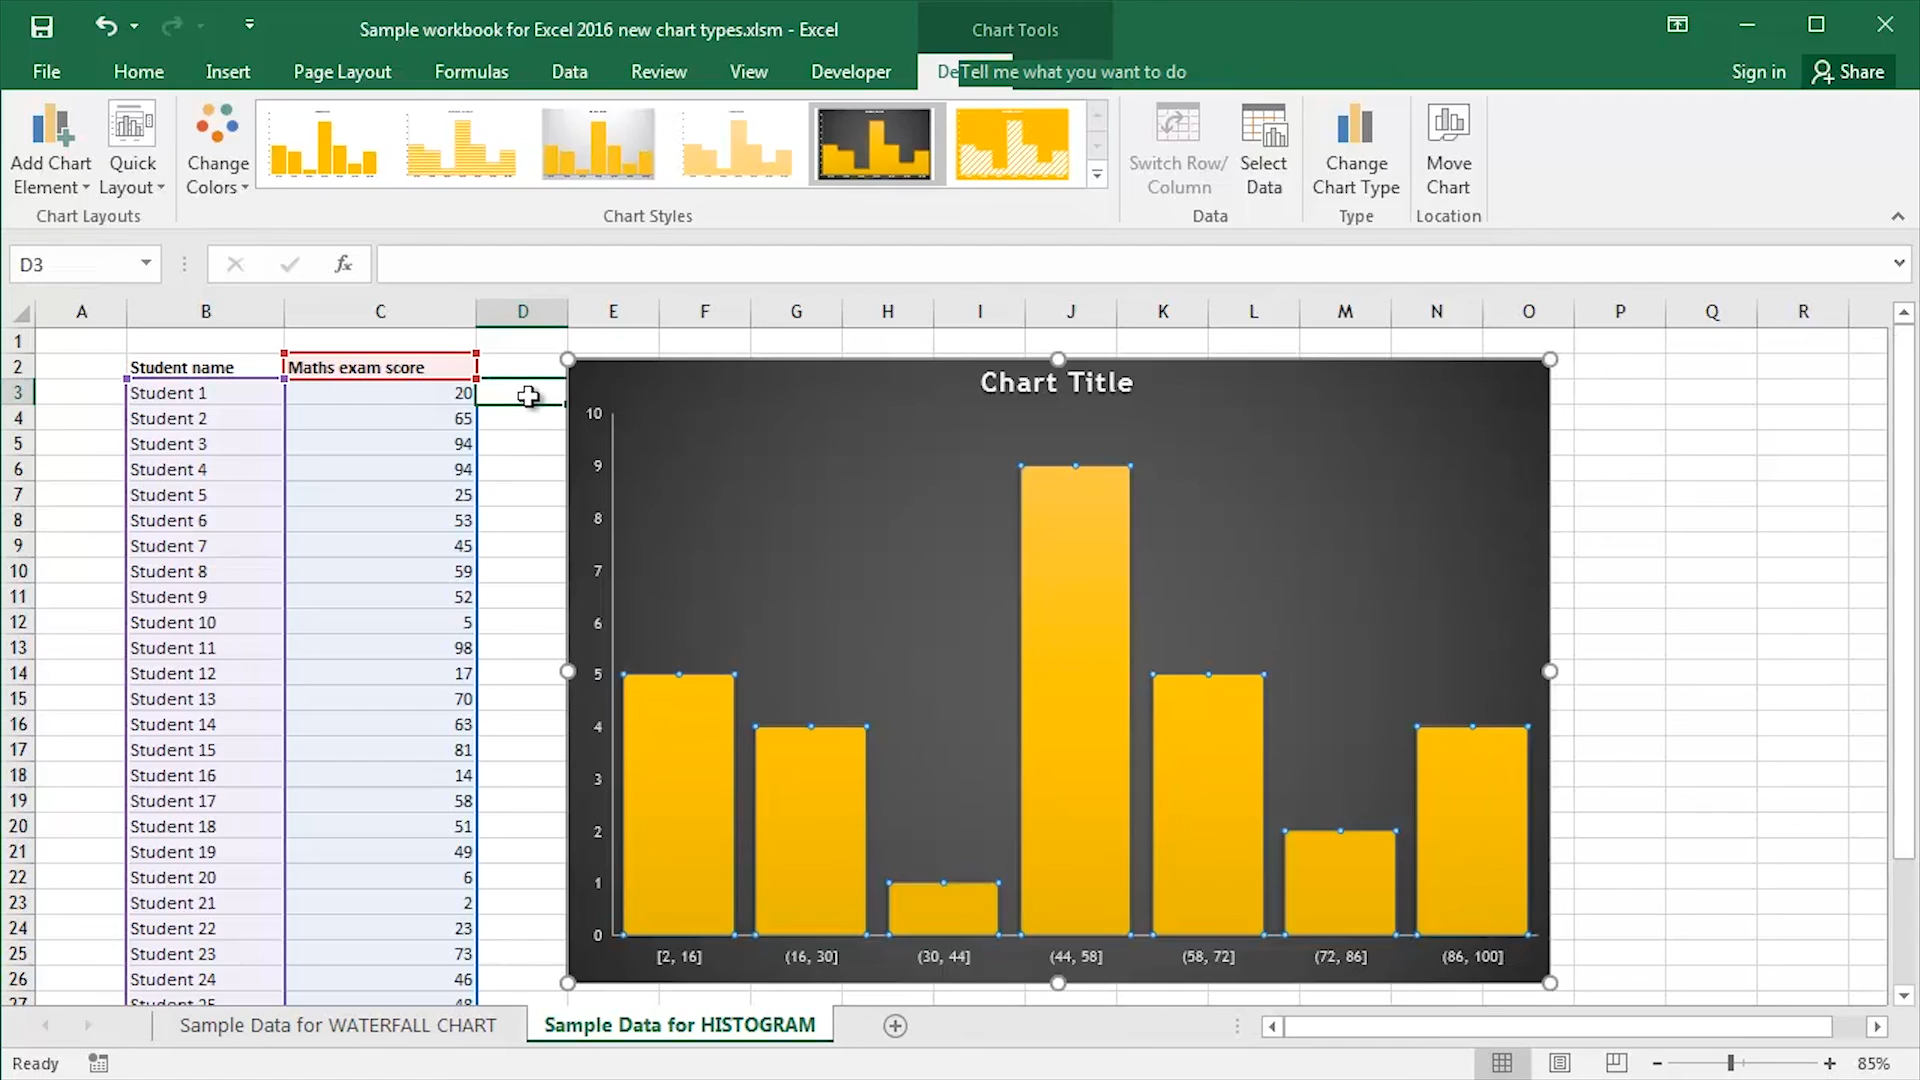 Sample workbook for Excel 2016 new chart types.xlsm - Excel
Chart Tools
File Home Insert Page Layout Formulas Data Review View Developer De Tell me what you want to do Sign in Share
Add Chart Element
Quick Layout
Chart Layouts
Change Colors
Chart Styles
Switch Row/ Column
Select Data
Data
Change Chart Type
Type
Move Chart
Location
D3
fx
A B C D E F G H I J K L M N O P Q R
1
2 Student name Maths exam score
3 Student 1 20
4 Student 2 65
5 Student 3 94
6 Student 4 94
7 Student 5 25
8 Student 6 53
9 Student 7 45
10 Student 8 59
11 Student 9 52
12 Student 10 5
13 Student 11 98
14 Student 12 17
15 Student 13 70
16 Student 14 63
17 Student 15 81
18 Student 16 14
19 Student 17 58
20 Student 18 51
21 Student 19 49
22 Student 20 6
23 Student 21 2
24 Student 22 23
25 Student 23 73
26 Student 24 46
27 Student 25 48
Chart Title
10
9
8
7
6
5
4
3
2
1
0
[2, 16] (16, 30] (30, 44] (44, 58] (58, 72] (72, 86] (86, 100]
Sample Data for WATERFALL CHART
Sample Data for HISTOGRAM
Ready
85%